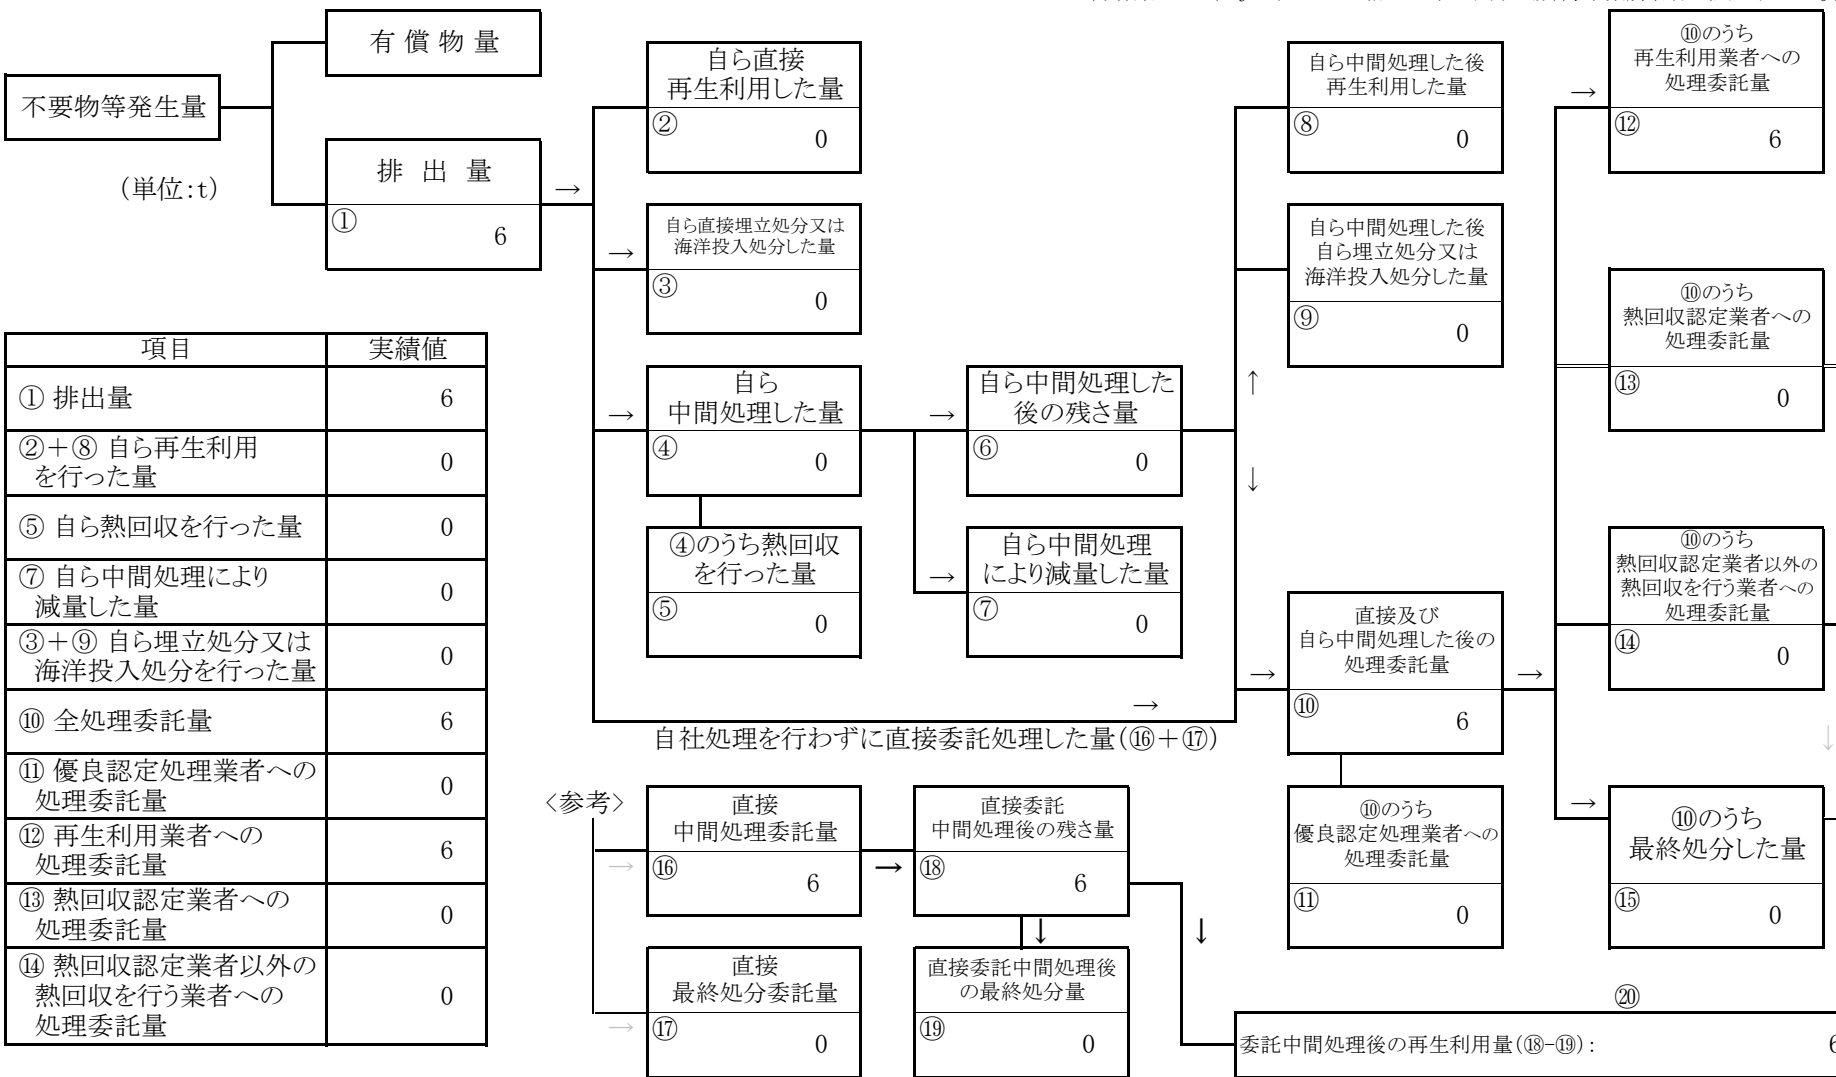 有 償 物 量
不要物等発生量
排 出 量
①
6
(単位:t)
→
自ら直接
再生利用した量
②
0
→
自ら直接埋立処分又は
海洋投入処分した量
③
0
→
自ら
中間処理した量
④
0
④のうち熱回収
を行った量
⑤
0
→
自ら中間処理した
後の残さ量
⑥
0
→
自ら中間処理
により減量した量
⑦
0
↑
↓
自ら中間処理した後
再生利用した量
⑧
0
自ら中間処理した後
自ら埋立処分又は
海洋投入処分した量
⑨
0
→
自社処理を行わずに直接委託処理した量(⑯+⑰)
→
直接及び
自ら中間処理した後の
処理委託量
⑩
6
⑩のうち
優良認定処理業者への
処理委託量
⑪
0
→
→
⑩のうち
再生利用業者への
処理委託量
⑫
6
⑩のうち
熱回収認定業者への
処理委託量
⑬
0
⑩のうち
熱回収認定業者以外の
熱回収を行う業者への
処理委託量
⑭
0
↓
→
⑩のうち
最終処分した量
⑮
0
項目 実績値
① 排出量 6
②+⑧ 自ら再生利用
を行った量 0
⑤ 自ら熱回収を行った量 0
⑦ 自ら中間処理により
減量した量 0
③+⑨ 自ら埋立処分又は
海洋投入処分を行った量 0
⑩ 全処理委託量 6
⑪ 優良認定処理業者への
処理委託量 0
⑫ 再生利用業者への
処理委託量 6
⑬ 熱回収認定業者への
処理委託量 0
⑭ 熱回収認定業者以外の
熱回収を行う業者への
処理委託量 0
〈参考〉
→
直接
中間処理委託量
⑯
6
→
直接委託
中間処理後の残さ量
⑱
6
↓
↓
→
直接
最終処分委託量
⑰
0
直接委託中間処理後
の最終処分量
⑲
0
⑳
委託中間処理後の再生利用量(⑱-⑲): 6